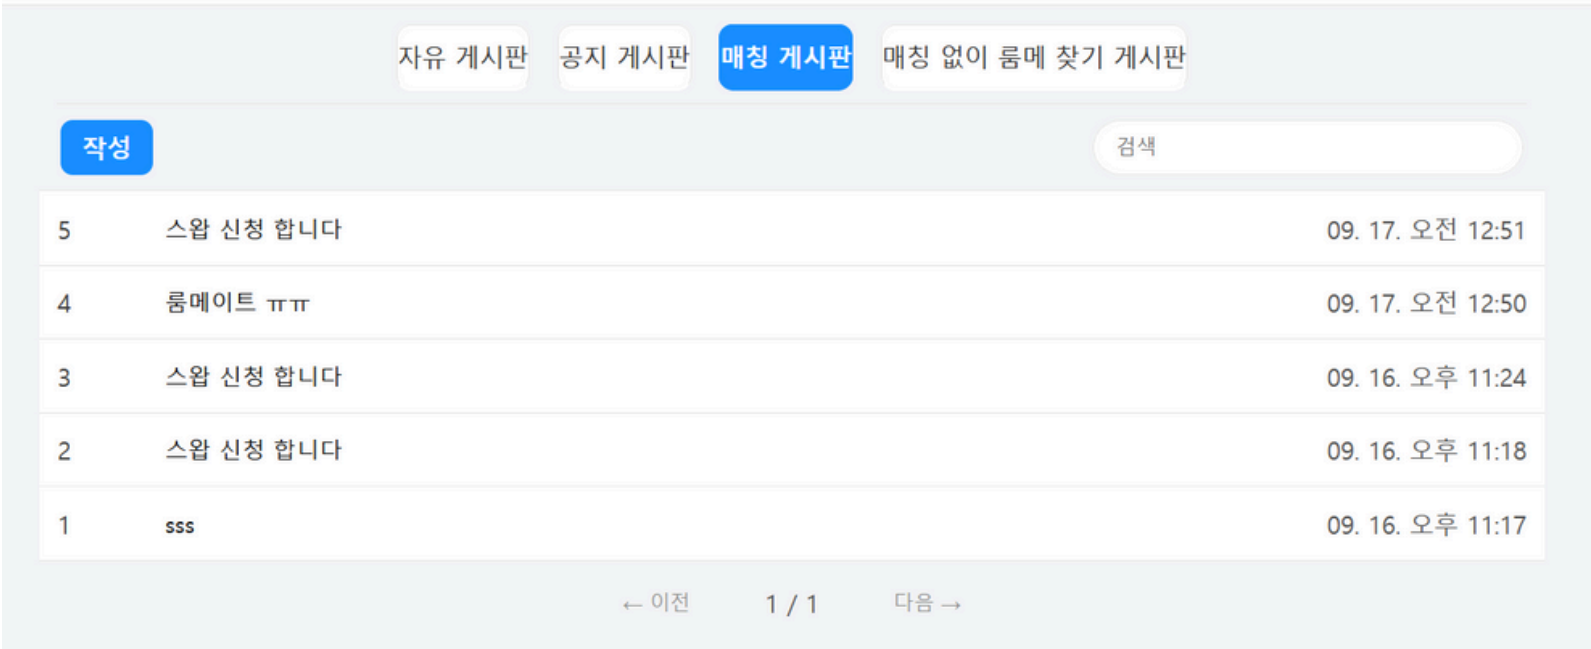 자유 게시판 공지 게시판 매칭 게시판 매칭 없이 룸메 찾기 게시판
작성 검색
5 스왑 신청 합니다 09. 17. 오전 12:51
4 룸메이트 ㅠㅠ 09. 17. 오전 12:50
3 스왑 신청 합니다 09. 16. 오후 11:24
2 스왑 신청 합니다 09. 16. 오후 11:18
1 sss 09. 16. 오후 11:17
← 이전 1 / 1 다음 →